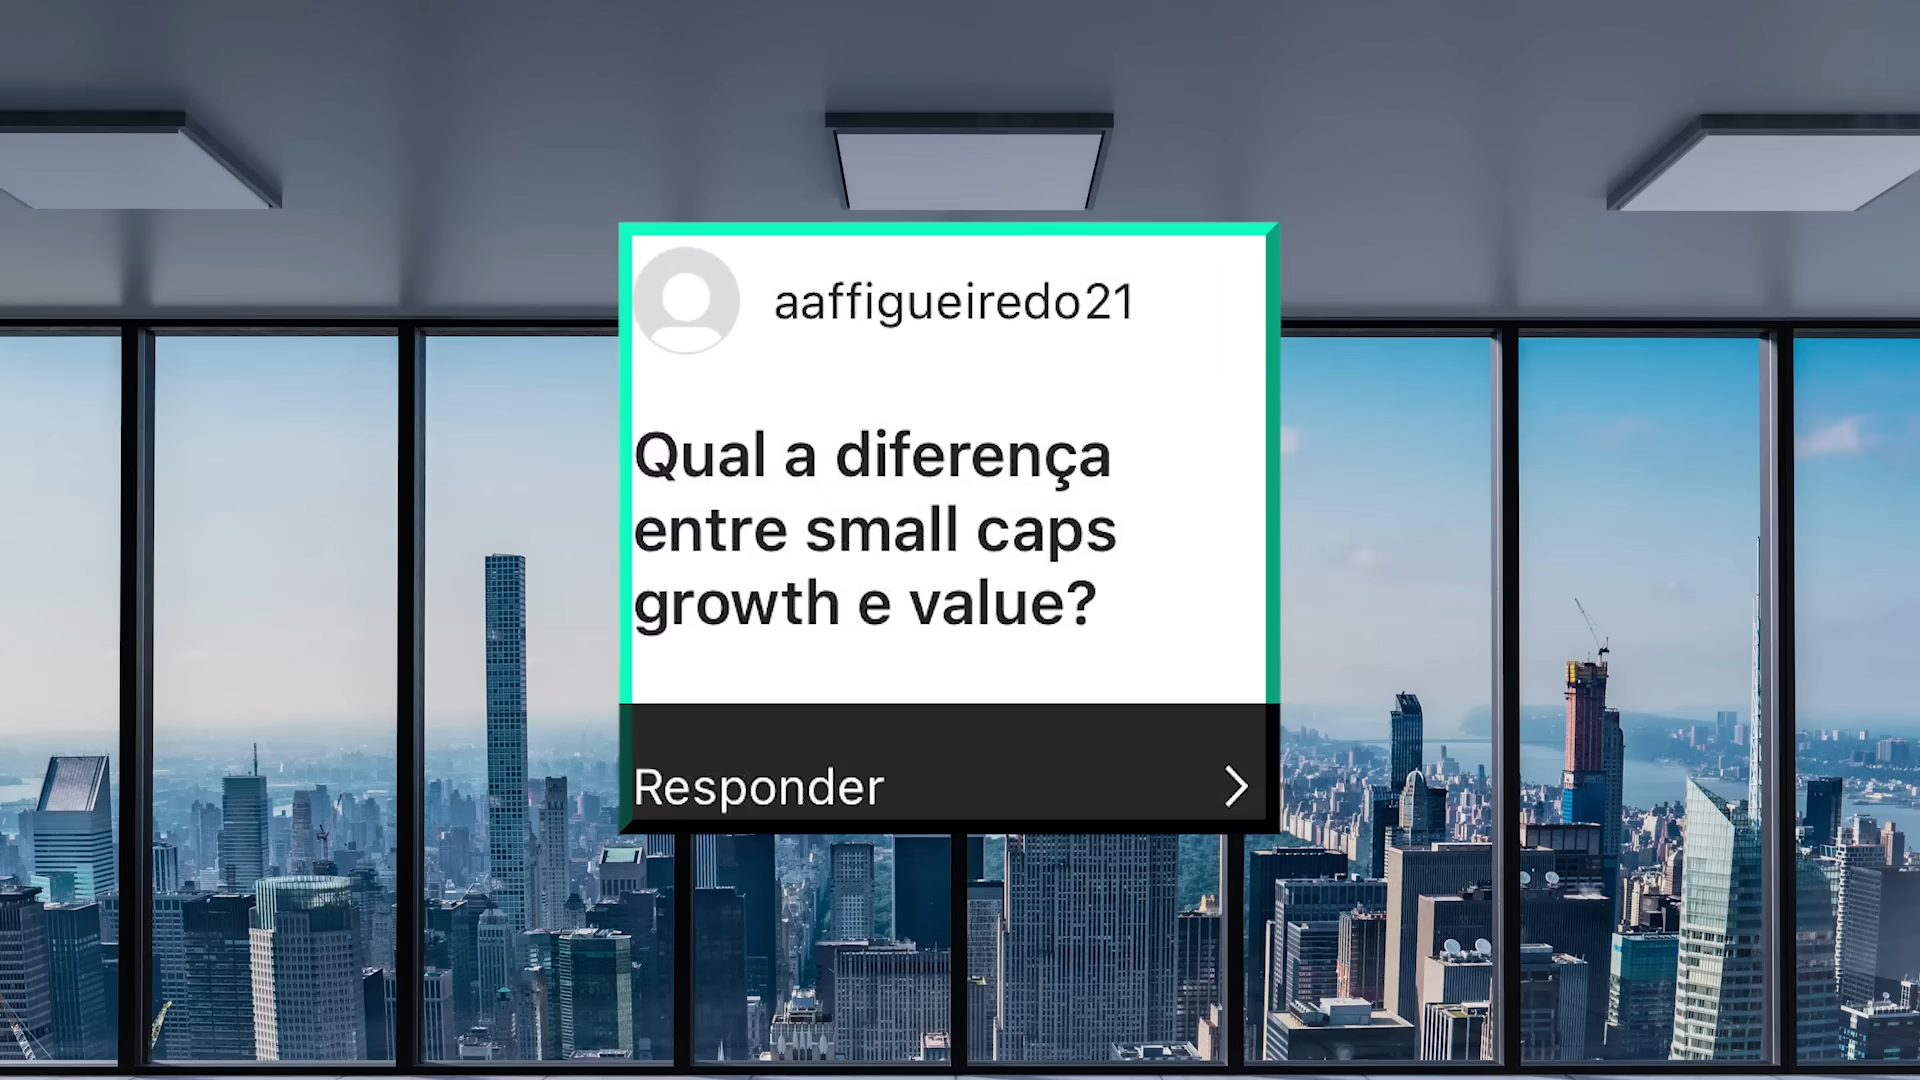 aaffigueiredo21
Qual a diferença
entre small caps
growth e value?
Responder